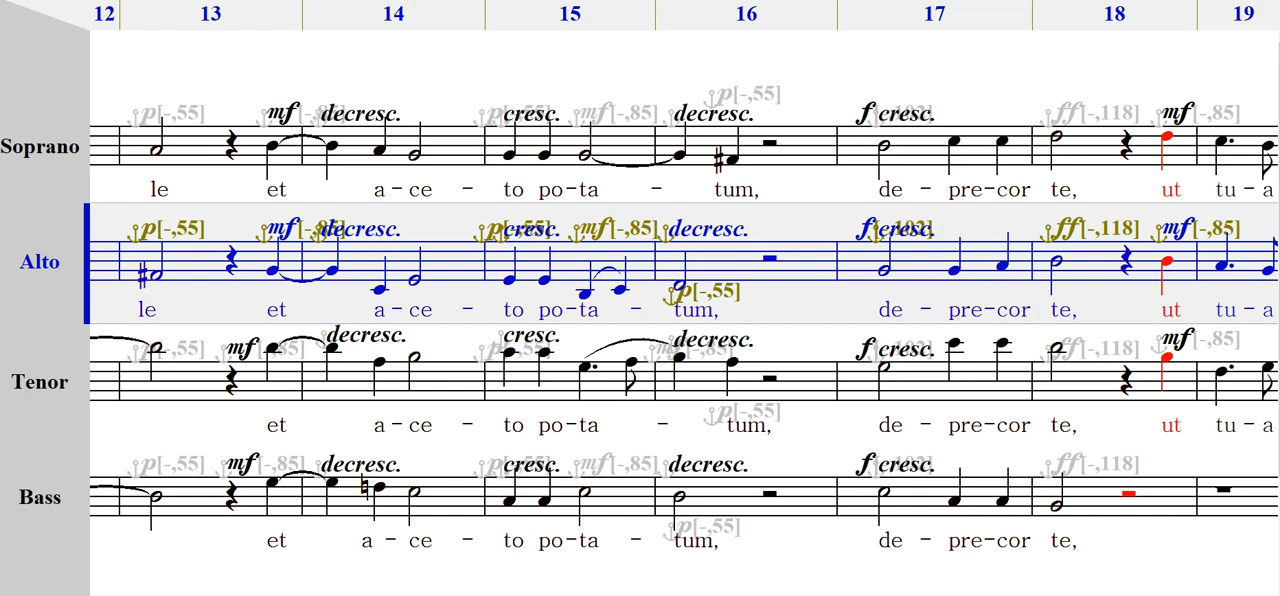 12 13 14 15 16 17 18 19
p[-,55]
p[-,55] mf decresc. p cresc. mf[-,85] decresc. f cresc. ff[-,118] mf[-,85]
Soprano
le et a - ce - to po-ta - tum, de - pre-cor te, ut tu - a
p[-,55] mf decresc. p cresc. mf[-,85] decresc. f cresc. ff[-,118] mf[-,85]
Alto
p[-,55]
le et a - ce - to po-ta - tum, de - pre-cor te, ut tu - a
decresc. cresc. decresc. mf[-,85]
p[-,55] mf f cresc. ff[-,118]
Tenor
p[-,55]
et a - ce - to po-ta - tum, de - pre-cor te, ut tu - a
p[-,55] mf[-,85] decresc. cresc. mf[-,85] decresc. f cresc. ff[-,118]
Bass
p[-,55]
et a - ce - to po-ta - tum, de - pre-cor te,